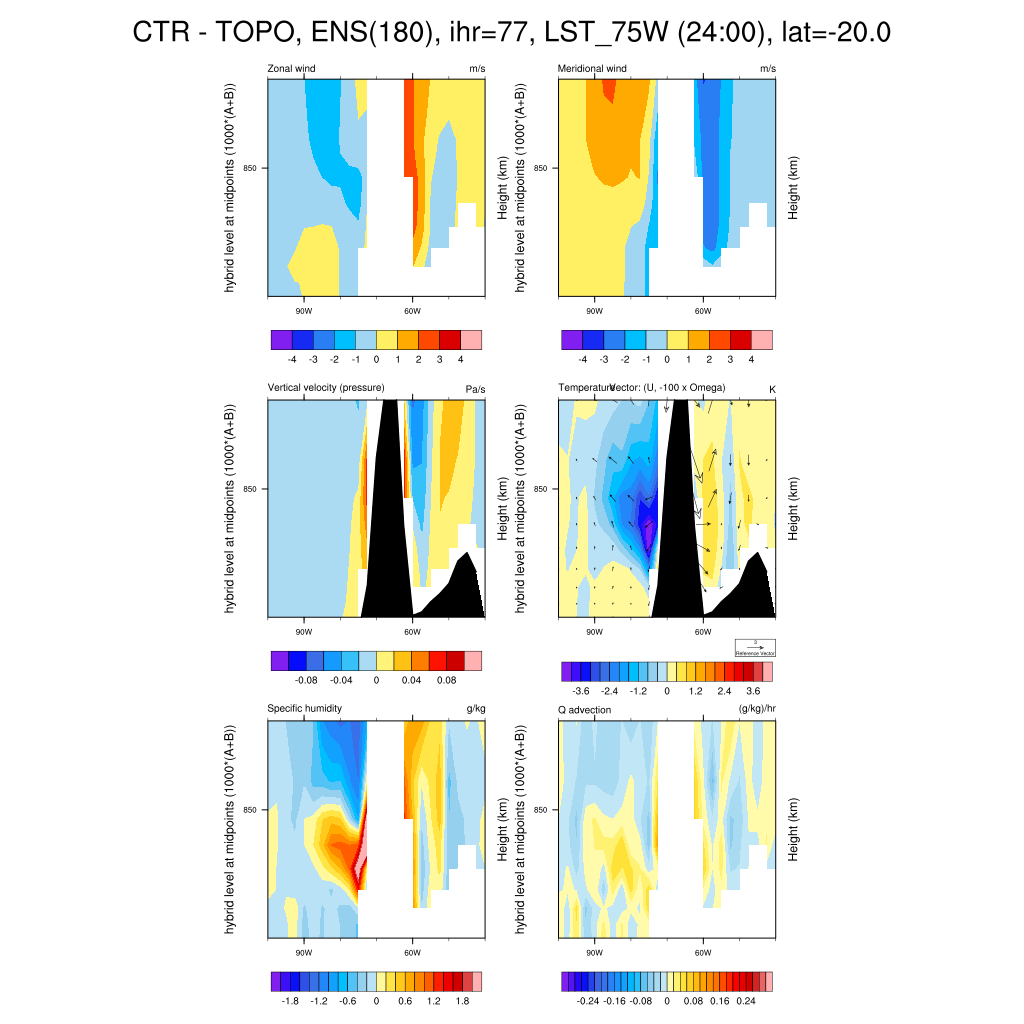 CTR - TOPO, ENS(180), ihr=77, LST_75W (24:00), lat=-20.0
Zonal wind m/s
Meridional wind m/s
hybrid level at midpoints (1000*(A+B))
850
Height (km)
hybrid level at midpoints (1000*(A+B))
850
Height (km)
90W 60W
90W 60W
-4 -3 -2 -1 0 1 2 3 4
-4 -3 -2 -1 0 1 2 3 4
Vertical velocity (pressure) Pa/s
Temperature Vector: (U, -100 x Omega) K
hybrid level at midpoints (1000*(A+B))
850
Height (km)
hybrid level at midpoints (1000*(A+B))
850
Height (km)
90W 60W
90W 60W
3
Reference Vector
-0.08 -0.04 0 0.04 0.08
-3.6 -2.4 -1.2 0 1.2 2.4 3.6
Specific humidity g/kg
Q advection (g/kg)/hr
hybrid level at midpoints (1000*(A+B))
850
Height (km)
hybrid level at midpoints (1000*(A+B))
850
Height (km)
90W 60W
90W 60W
-1.8 -1.2 -0.6 0 0.6 1.2 1.8
-0.24 -0.16 -0.08 0 0.08 0.16 0.24